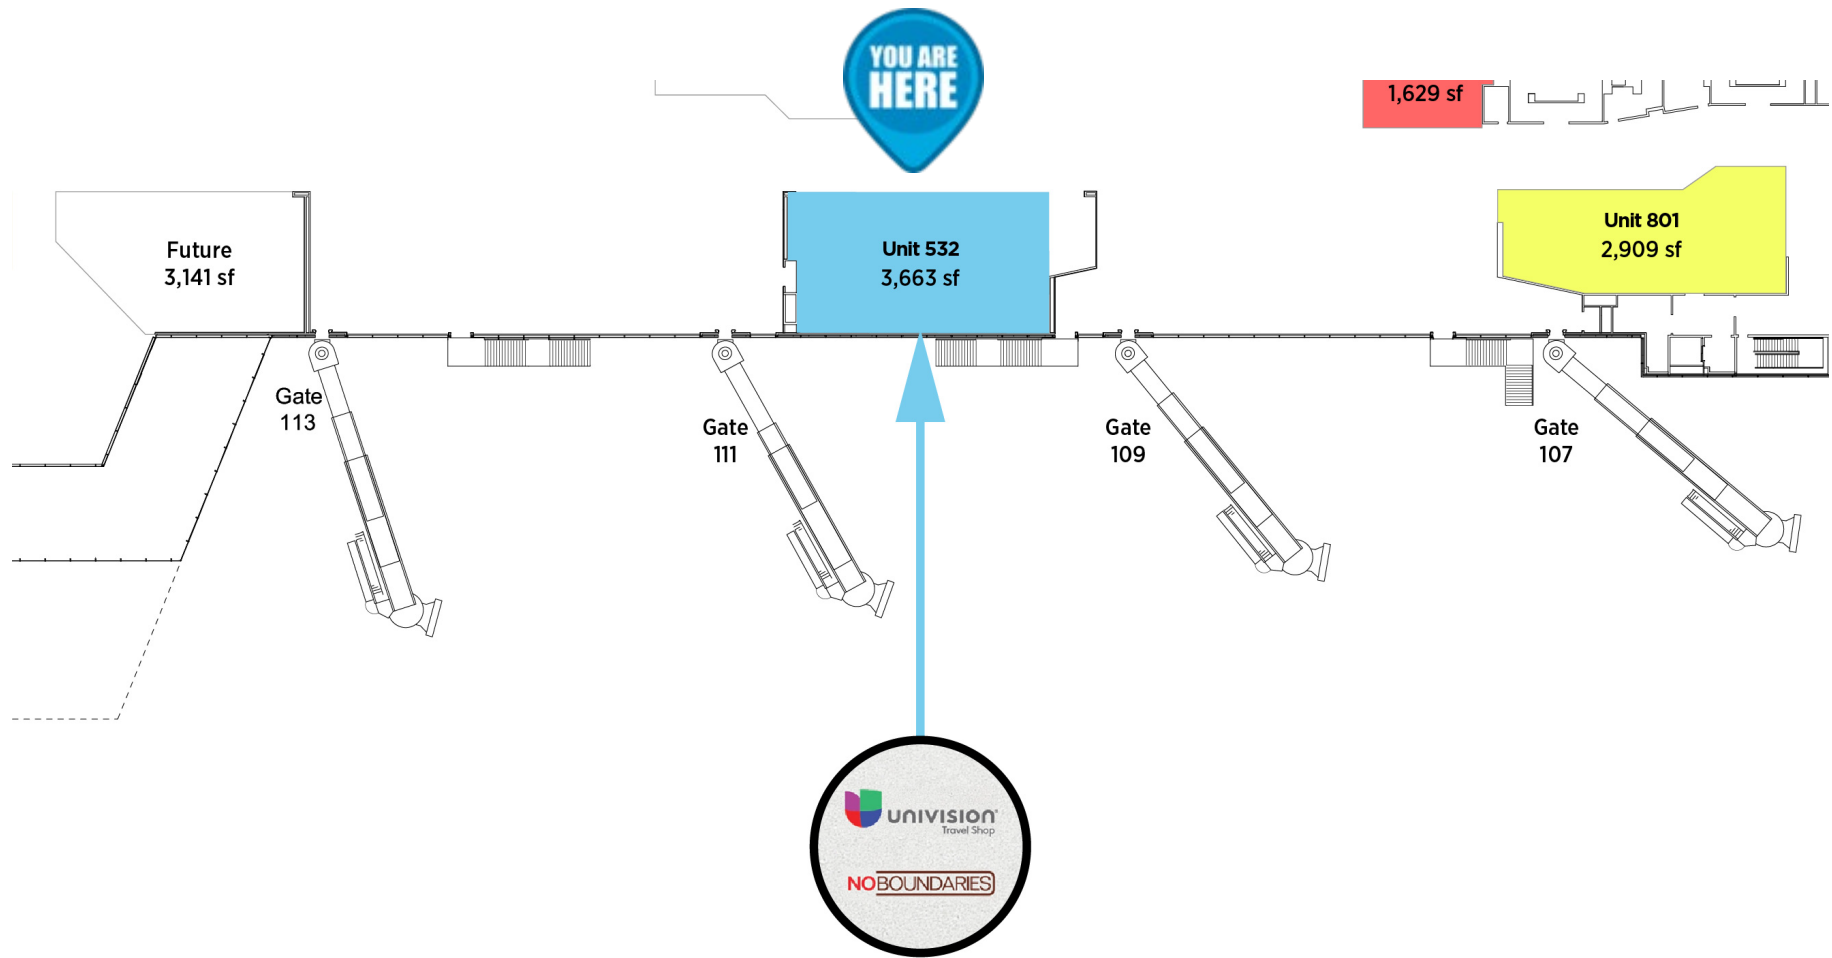 YOU ARE
HERE
1,629 sf
Future
3,141 sf
Unit 532
3,663 sf
Unit 801
2,909 sf
Gate
113
Gate
111
Gate
109
Gate
107
UNIVISION
Travel Shop
NOBOUNDARIES